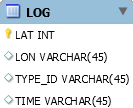 LOG
LAT INT
LON VARCHAR(45)
TYPE_ID VARCHAR(45)
TIME VARCHAR(45)